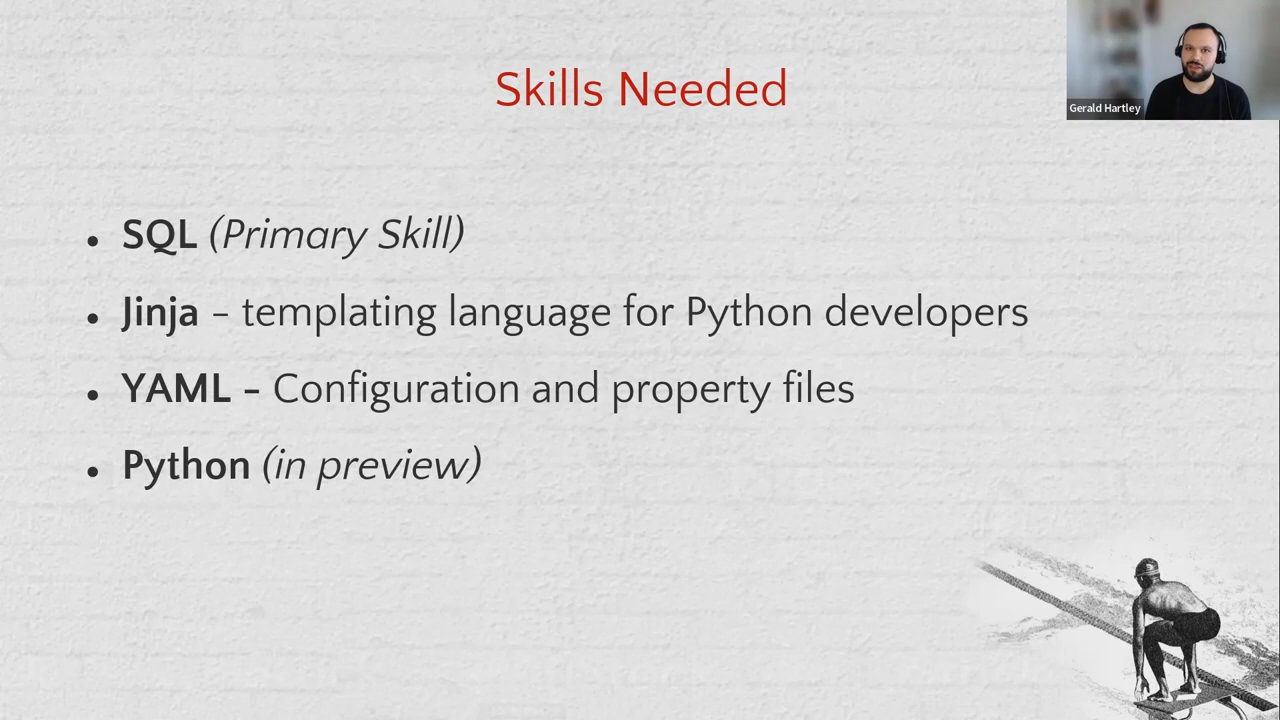 Skills Needed
Gerald Hartley
• SQL (Primary Skill)
• Jinja – templating language for Python developers
• YAML – Configuration and property files
• Python (in preview)